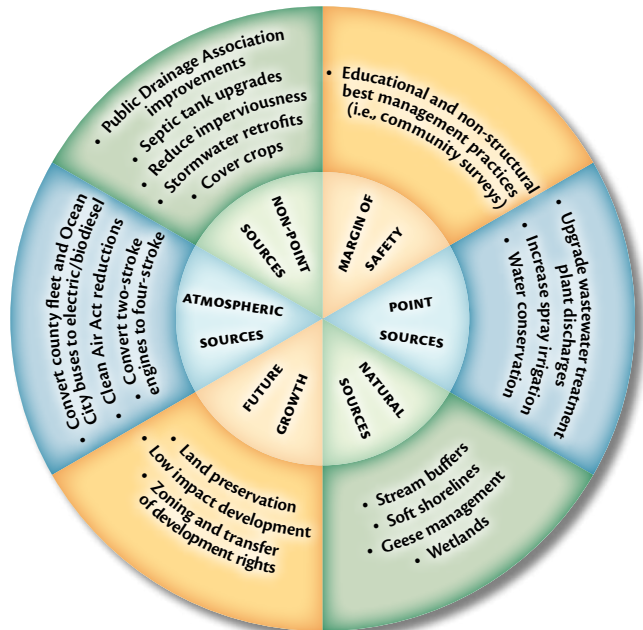 • Public Drainage Association
improvements
• Septic tank upgrades
• Reduce imperviousness
• Stormwater retrofits
• Cover crops
NON-POINT
SOURCES
• Educational and non-structural
best management practices
(i.e., community surveys)
MARGIN OF
SAFETY
• Upgrade wastewater treatment
plant discharges
• Increase spray irrigation
• Water conservation
POINT
SOURCES
• Stream buffers
• Soft shorelines
• Geese management
• Wetlands
NATURAL
SOURCES
• Land preservation
• Low impact development
• Zoning and transfer
of development rights
FUTURE
GROWTH
• Convert county fleet and Ocean
City buses to electric/biodiesel
• Clean Air Act reductions
• Convert two-stroke
engines to four-stroke
ATMOSPHERIC
SOURCES